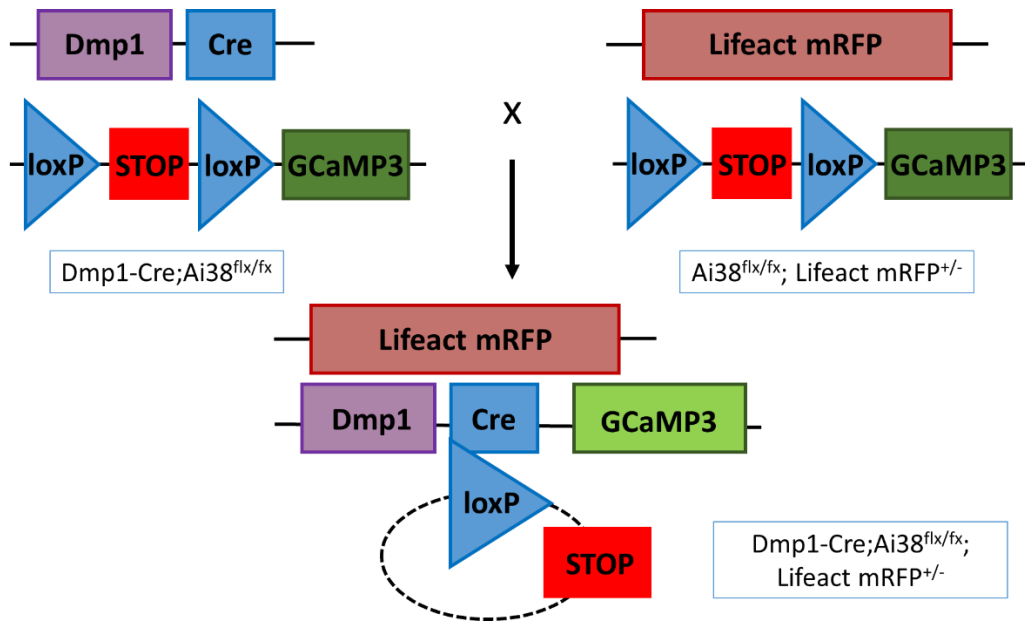 Dmp1 Cre
Lifeact mRFP
loxP STOP loxP GCaMP3
X
loxP STOP loxP GCaMP3
Dmp1-Cre;Ai38flx/fx
Ai38flx/fx; Lifeact mRFP+/-
Lifeact mRFP
Dmp1 Cre GCaMP3
loxP
STOP
Dmp1-Cre;Ai38flx/fx;
Lifeact mRFP+/-